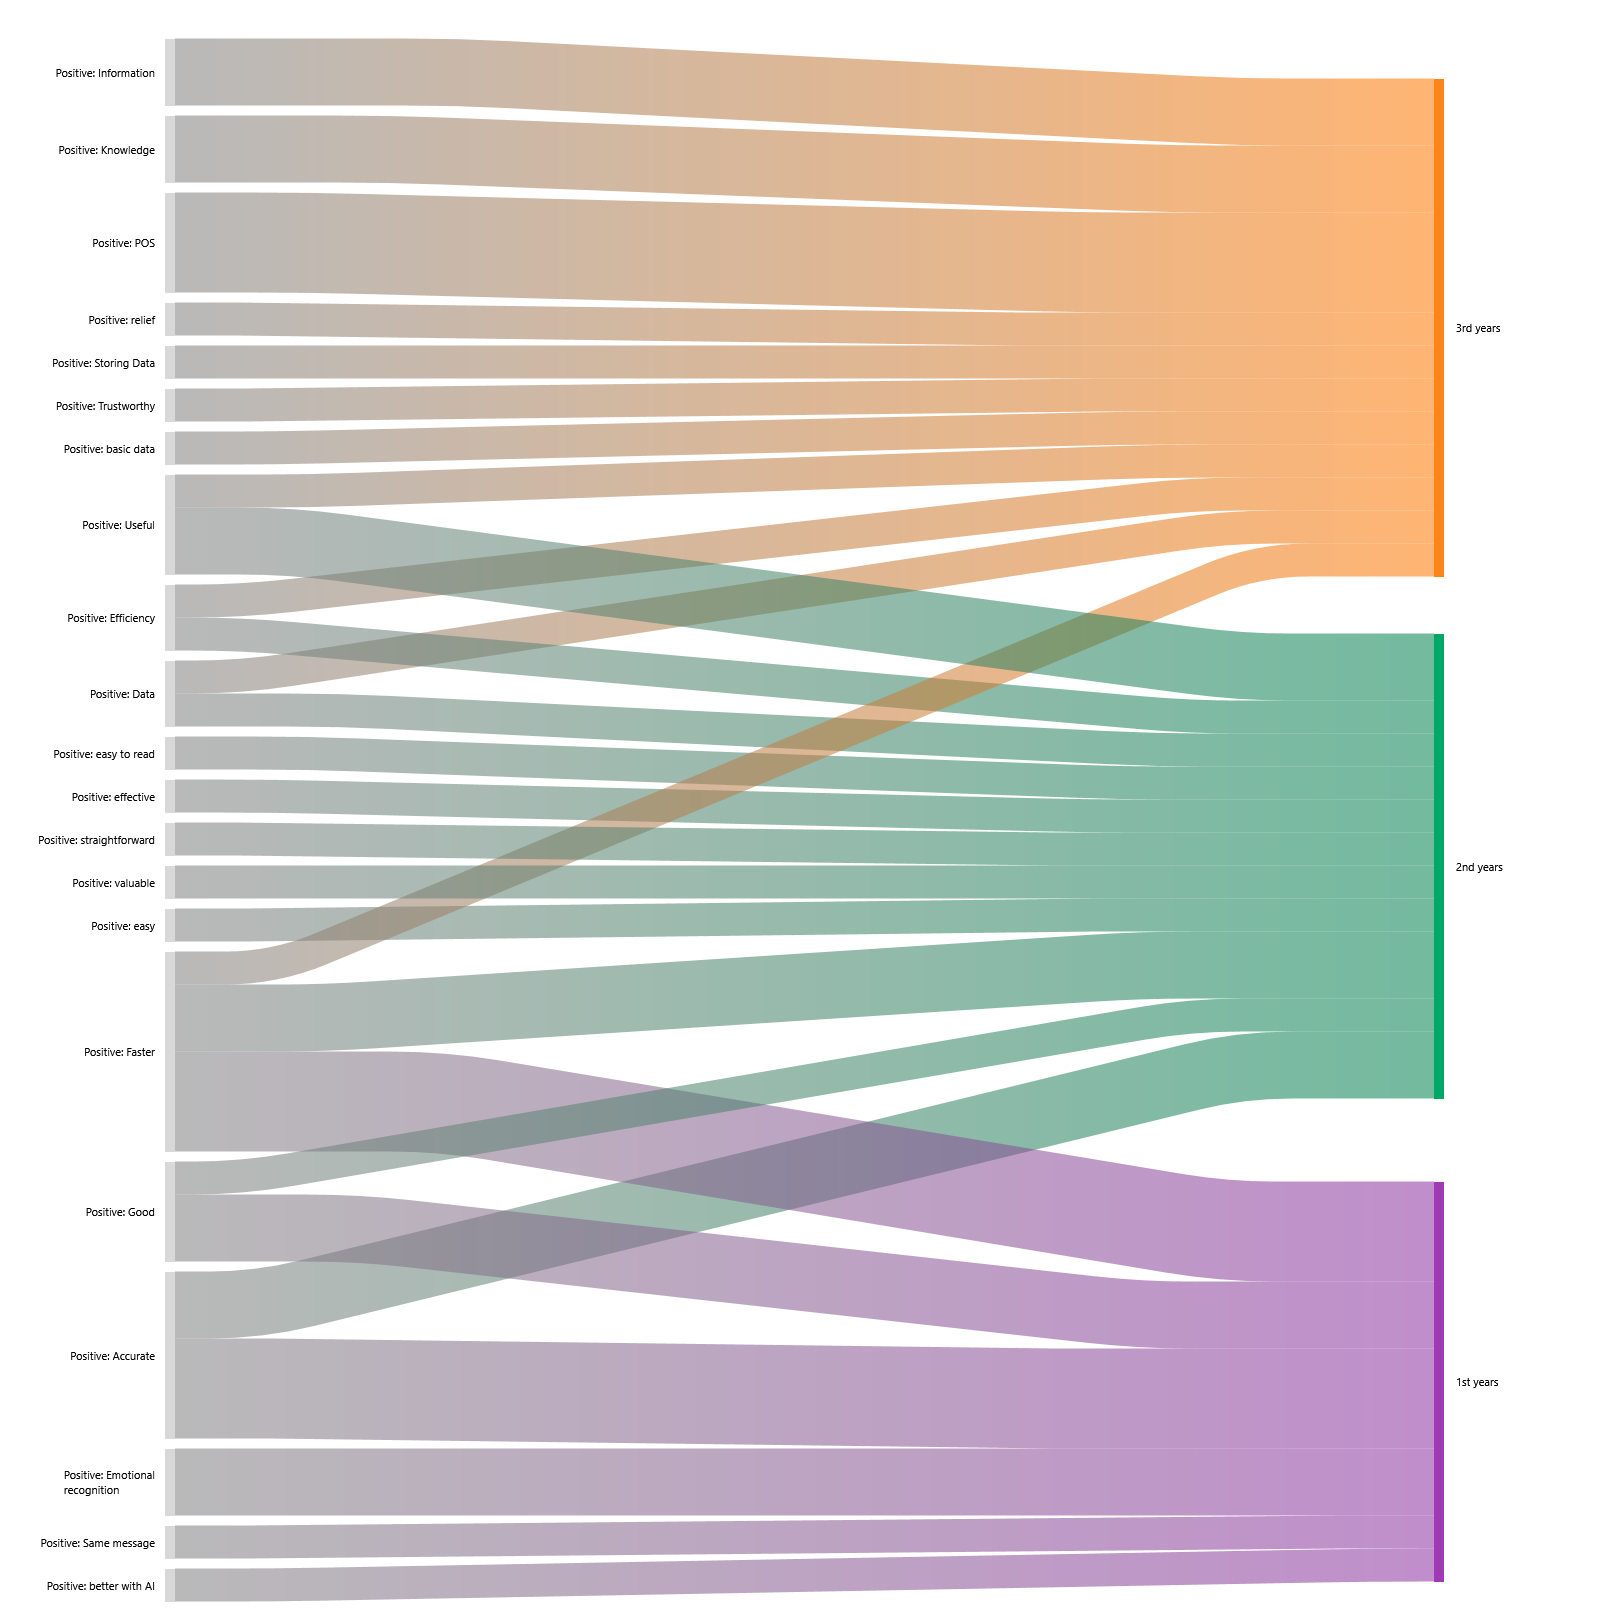 Positive: Information
Positive: Knowledge
Positive: POS
Positive: relief
Positive: Storing Data
Positive: Trustworthy
Positive: basic data
Positive: Useful
Positive: Efficiency
Positive: Data
Positive: easy to read
Positive: effective
Positive: straightforward
Positive: valuable
Positive: easy
Positive: Faster
Positive: Good
Positive: Accurate
Positive: Emotional
recognition
Positive: Same message
Positive: better with AI
3rd years
2nd years
1st years